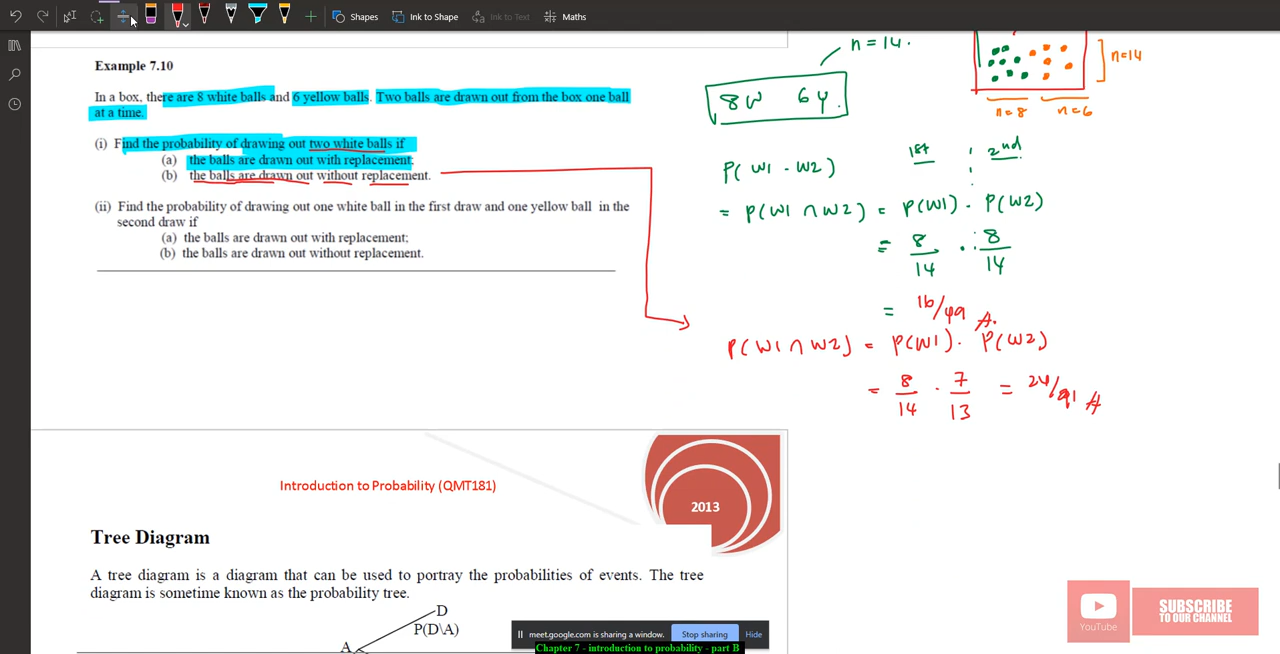 Shapes
Ink to Shape
Ink to Text
Maths
Example 7.10
In a box, there are 8 white balls and 6 yellow balls. Two balls are drawn out from the box one ball
at a time.
(i) Find the probability of drawing out two white balls if
(a) the balls are drawn out with replacement;
(b) the balls are drawn out without replacement.
(ii) Find the probability of drawing out one white ball in the first draw and one yellow ball in the
second draw if
(a) the balls are drawn out with replacement;
(b) the balls are drawn out without replacement.
n = 14.
8W 6Y.
n=14
n=8 n=6
1st 2nd
P( W1 - W2)
= P(W1 ∩ W2) = P(W1) . P(W2)
= 8/14 . 8/14
= 16/49
P(W1 ∩ W2) = P(W1) . P(W2)
= 8/14 . 7/13 = 24/91
Introduction to Probability (QMT181)
2013
Tree Diagram
A tree diagram is a diagram that can be used to portray the probabilities of events. The tree
diagram is sometime known as the probability tree.
D
P(D\A)
A
meet.google.com is sharing a window.
Stop sharing
Hide
Chapter 7 - introduction to probability - part B
YouTube
SUBSCRIBE
TO OUR CHANNEL